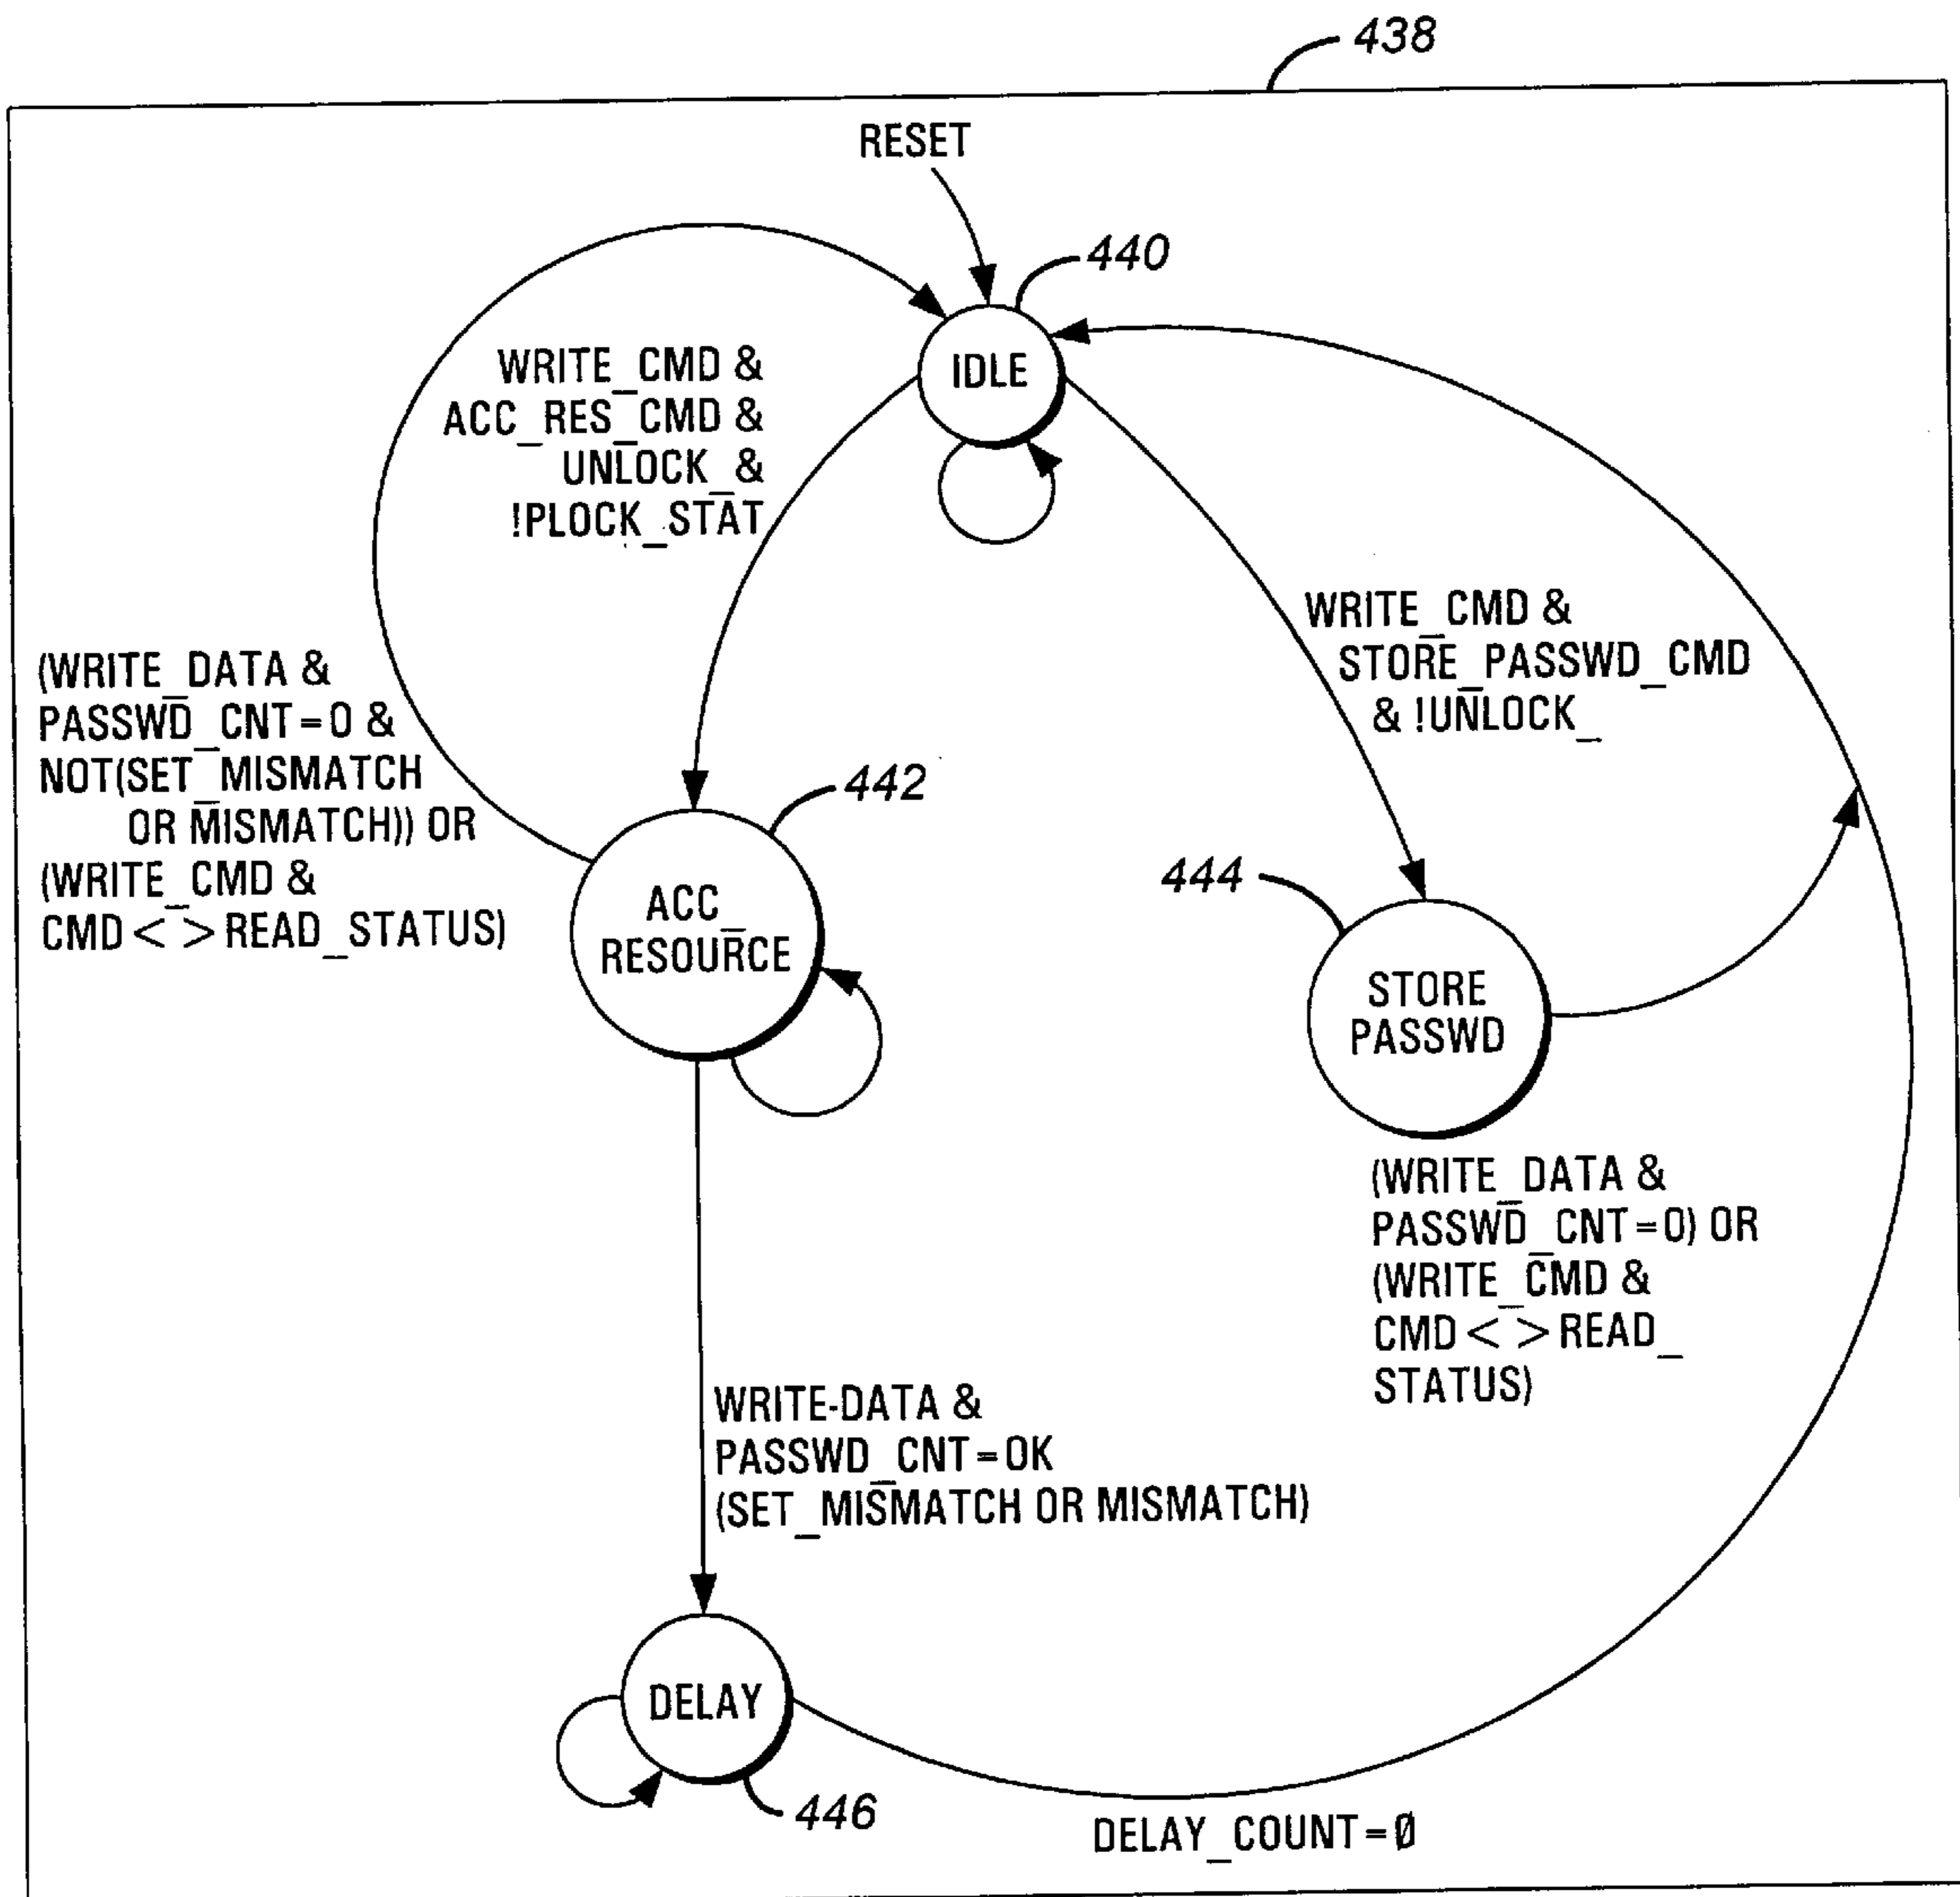 438
RESET
440
IDLE
WRITE_CMD &
ACC_RES_CMD &
UNLOCK_&
!PLOCK_STAT
WRITE_CMD &
STORE_PASSWD_CMD
& !UNLOCK_
(WRITE_DATA &
PASSWD_CNT=0 &
NOT(SET_MISMATCH
OR MISMATCH)) OR
(WRITE_CMD &
CMD < > READ_STATUS)
442
ACC_
RESOURCE
444
STORE
PASSWD
(WRITE_DATA &
PASSWD_CNT=0) OR
(WRITE_CMD &
CMD < > READ_
STATUS)
WRITE-DATA &
PASSWD_CNT=0K
(SET_MISMATCH OR MISMATCH)
DELAY
446
DELAY_COUNT=Ø